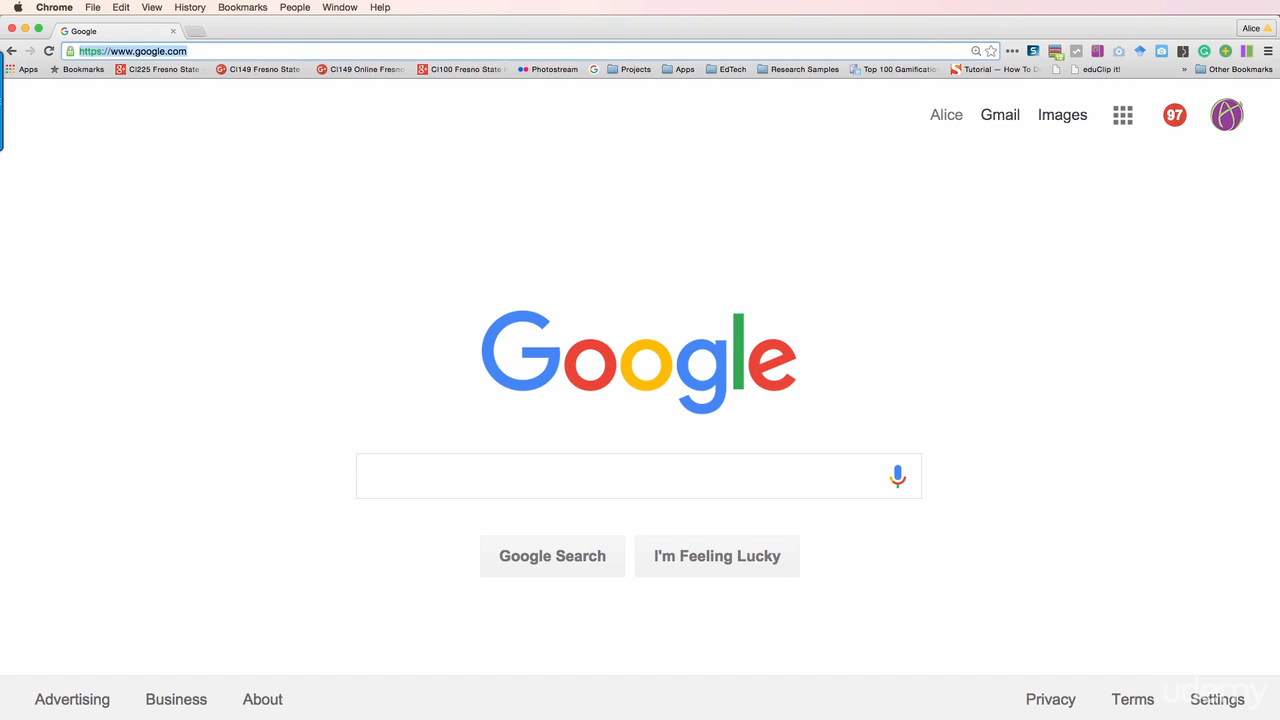 Chrome File Edit View History Bookmarks People Window Help
Google Alice
https://www.google.com
Apps Bookmarks CI225 Fresno State CI149 Fresno State CI149 Online Fresno CI100 Fresno State Photostream Projects Apps EdTech Research Samples Top 100 Gamification Tutorial — How To eduClip it! » Other Bookmarks
Alice Gmail Images 97
Google
Google Search I'm Feeling Lucky
Advertising Business About Privacy Terms Settings
udemy